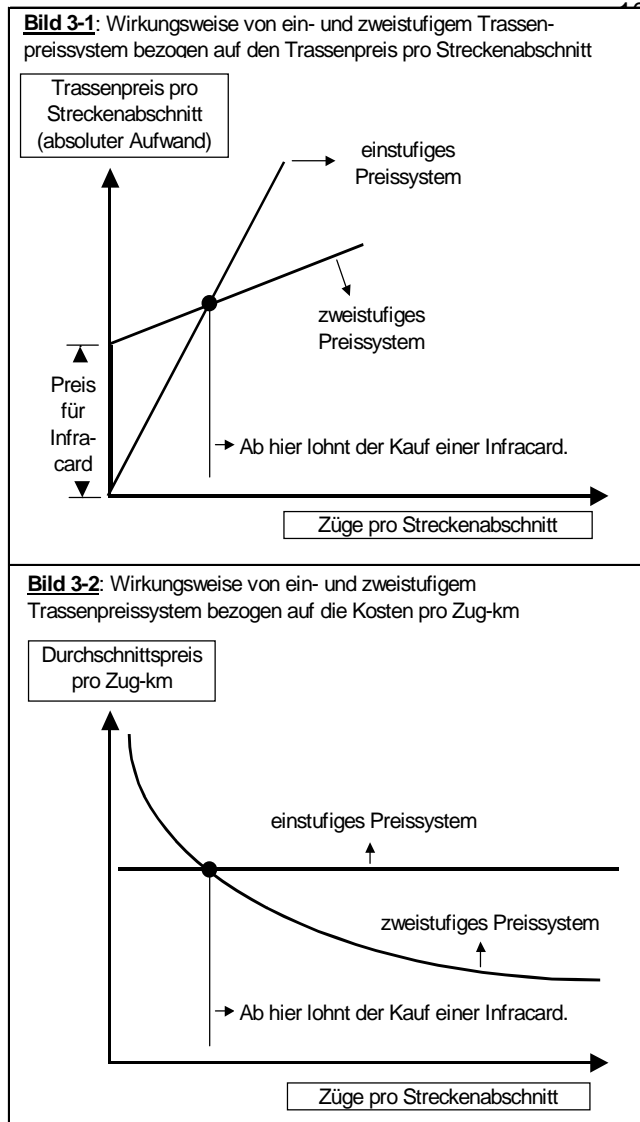 Bild 3-1: Wirkungsweise von ein- und zweistufigem Trassen-
preissystem bezogen auf den Trassenpreis pro Streckenabschnitt
Trassenpreis pro
Streckenabschnitt
(absoluter Aufwand)
einstufiges
Preissystem
zweistufiges
Preissystem
Preis
für
Infra-
card
Ab hier lohnt der Kauf einer Infracard.
Züge pro Streckenabschnitt
Bild 3-2: Wirkungsweise von ein- und zweistufigem
Trassenpreissystem bezogen auf die Kosten pro Zug-km
Durchschnittspreis
pro Zug-km
einstufiges Preissystem
zweistufiges Preissystem
Ab hier lohnt der Kauf einer Infracard.
Züge pro Streckenabschnitt